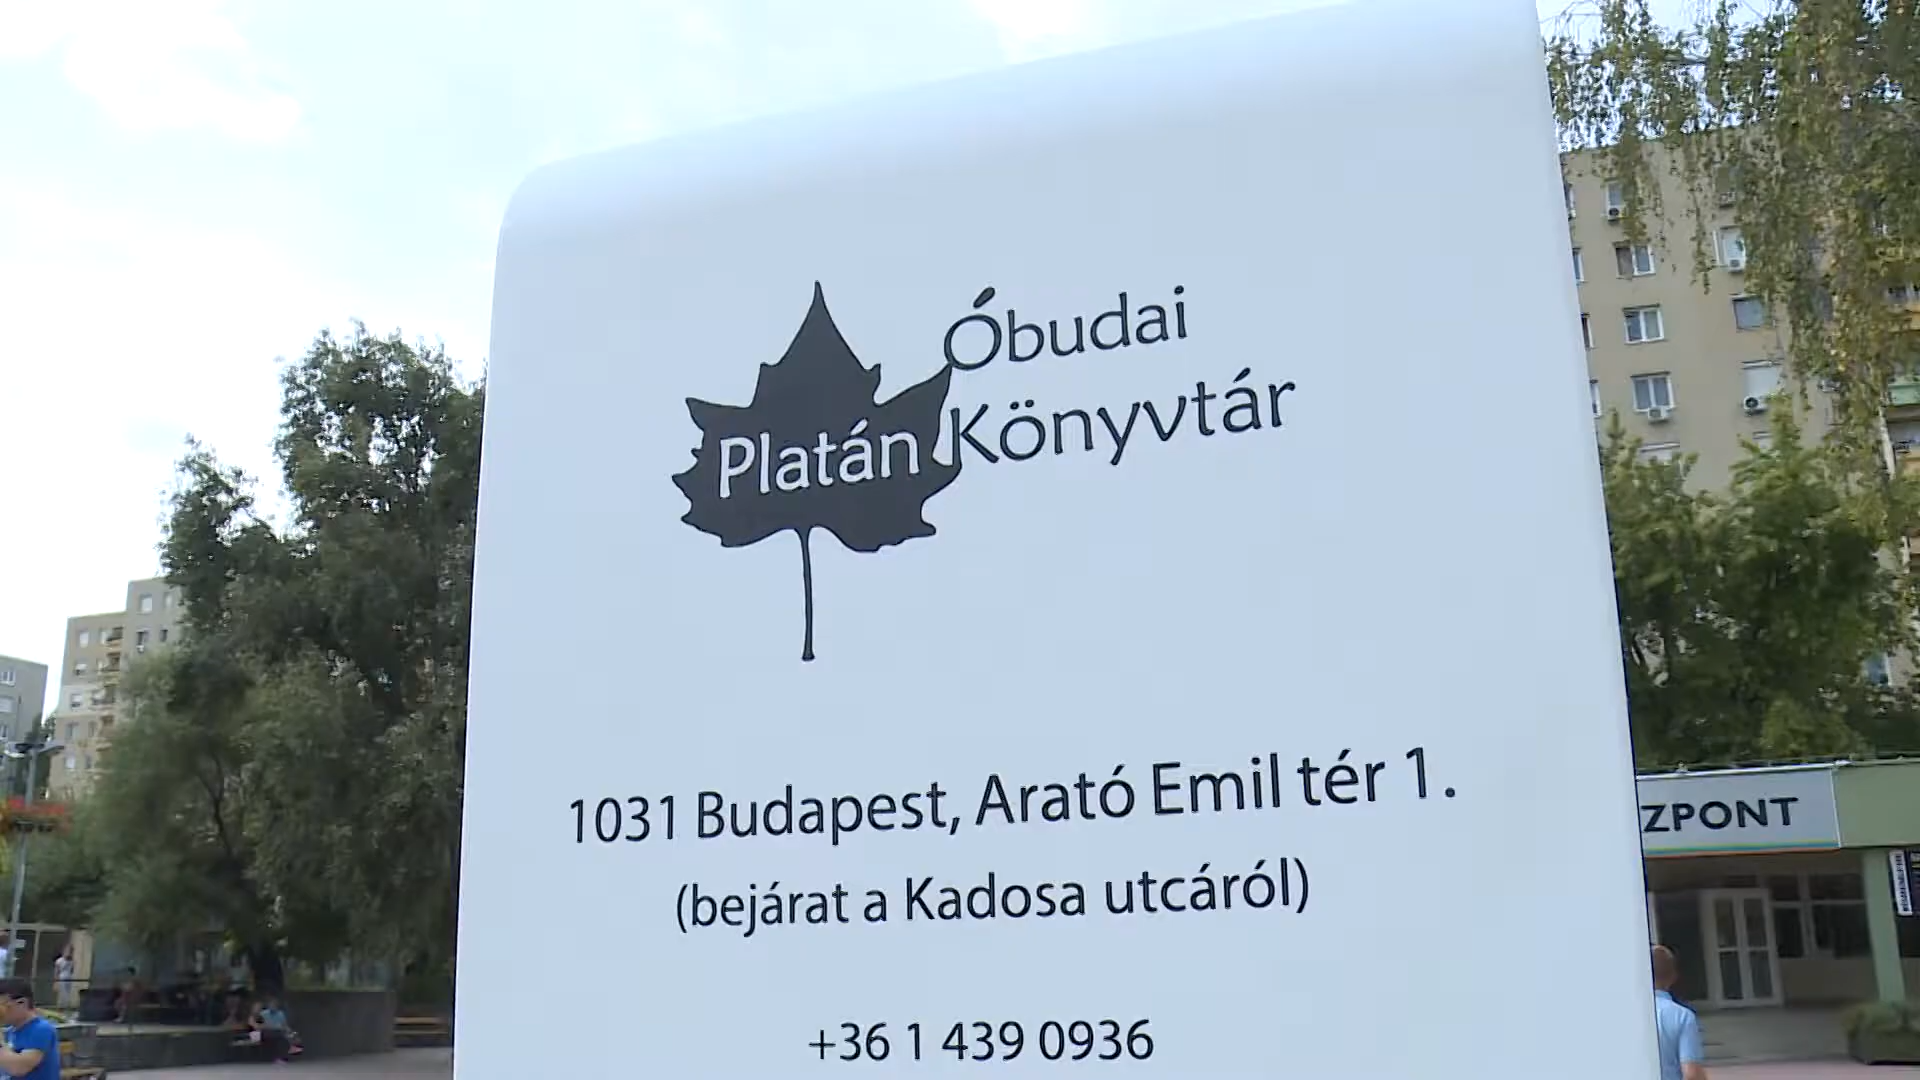 Óbudai
Platán Könyvtár
1031 Budapest, Arató Emil tér 1.
(bejárat a Kadosa utcáról)
+36 1 439 0936
ZPONT